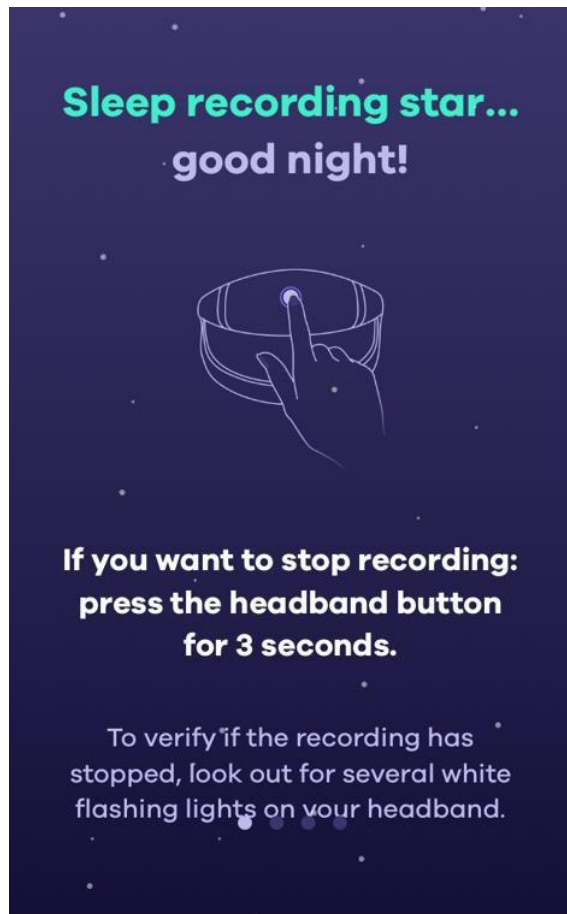 Sleep recording star...
good night!
If you want to stop recording:
press the headband button
for 3 seconds.
To verify if the recording has
stopped, look out for several white
flashing lights on your headband.